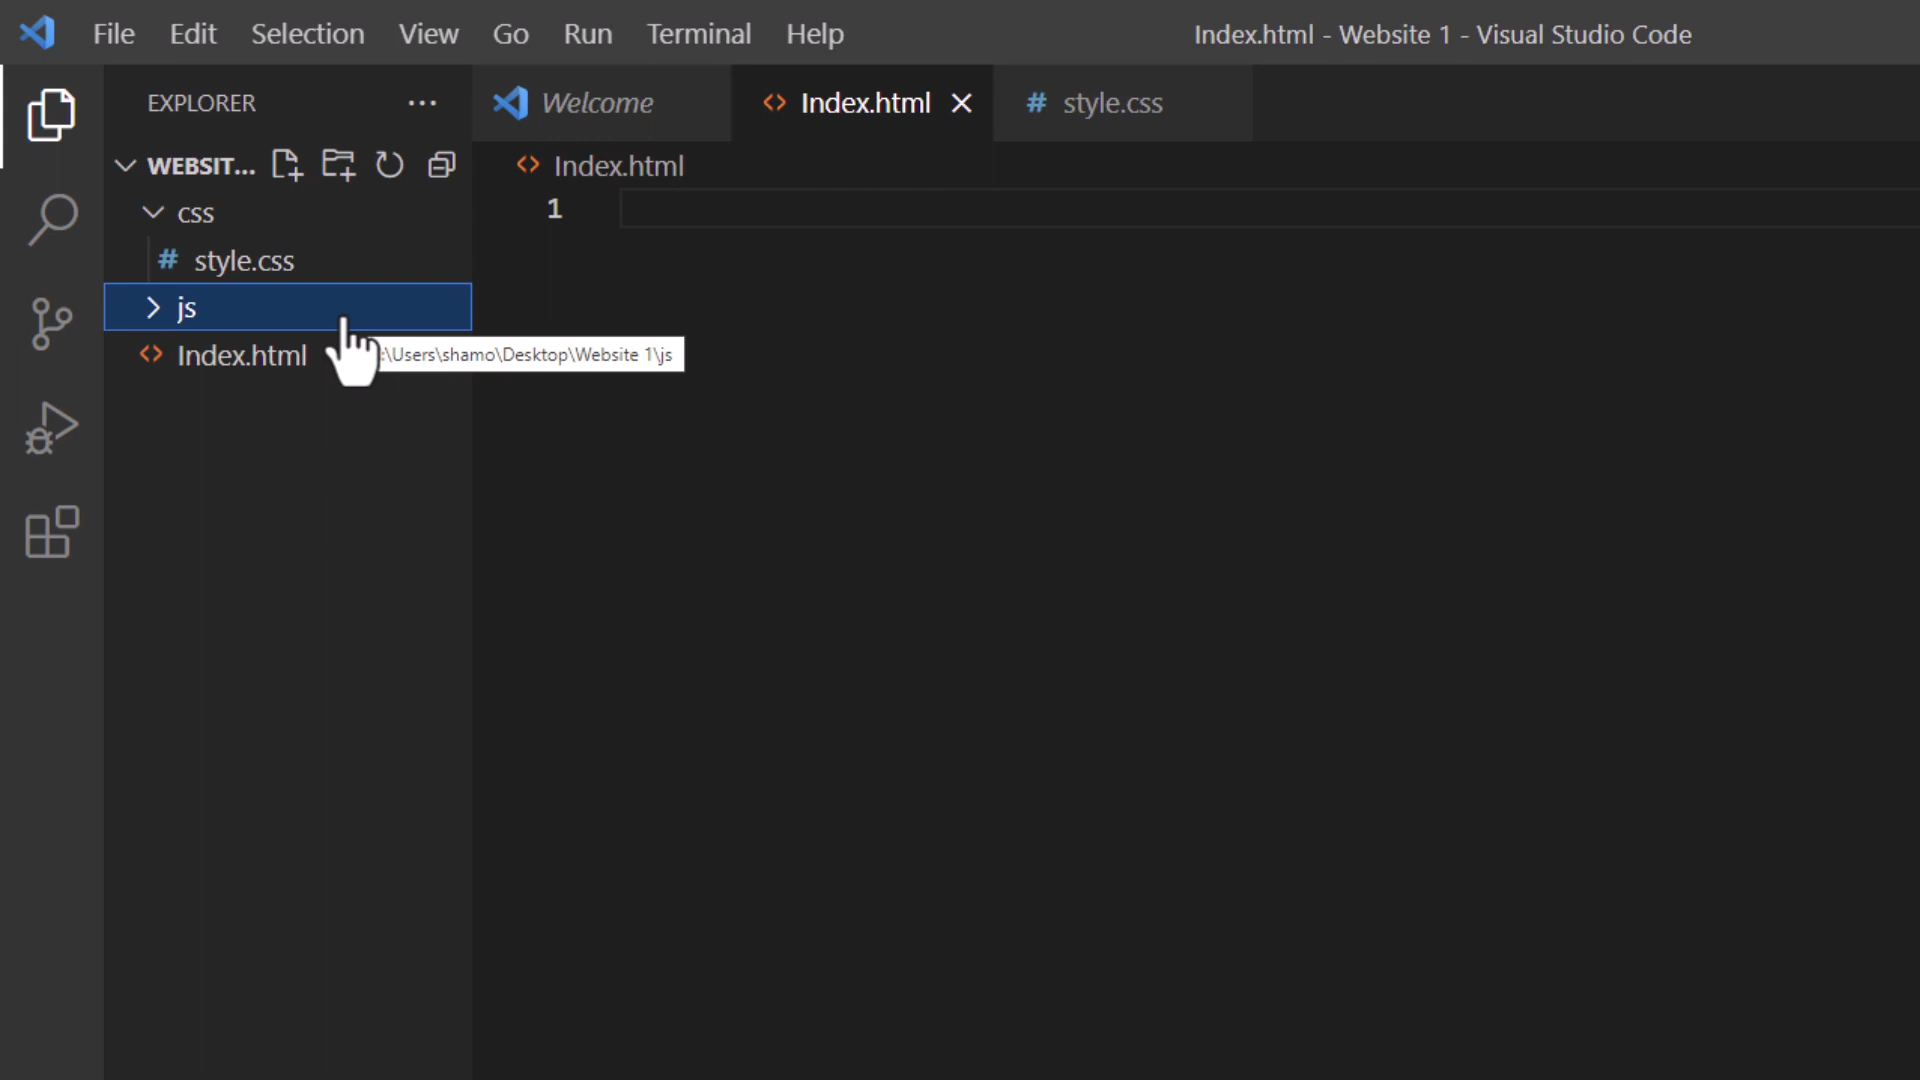 File Edit Selection View Go Run Terminal Help Index.html - Website 1 - Visual Studio Code
EXPLORER ··· Welcome <> Index.html # style.css
WEBSIT... <> Index.html
css
1
# style.css
js
<> Index.html :\Users\shamo\Desktop\Website 1\js